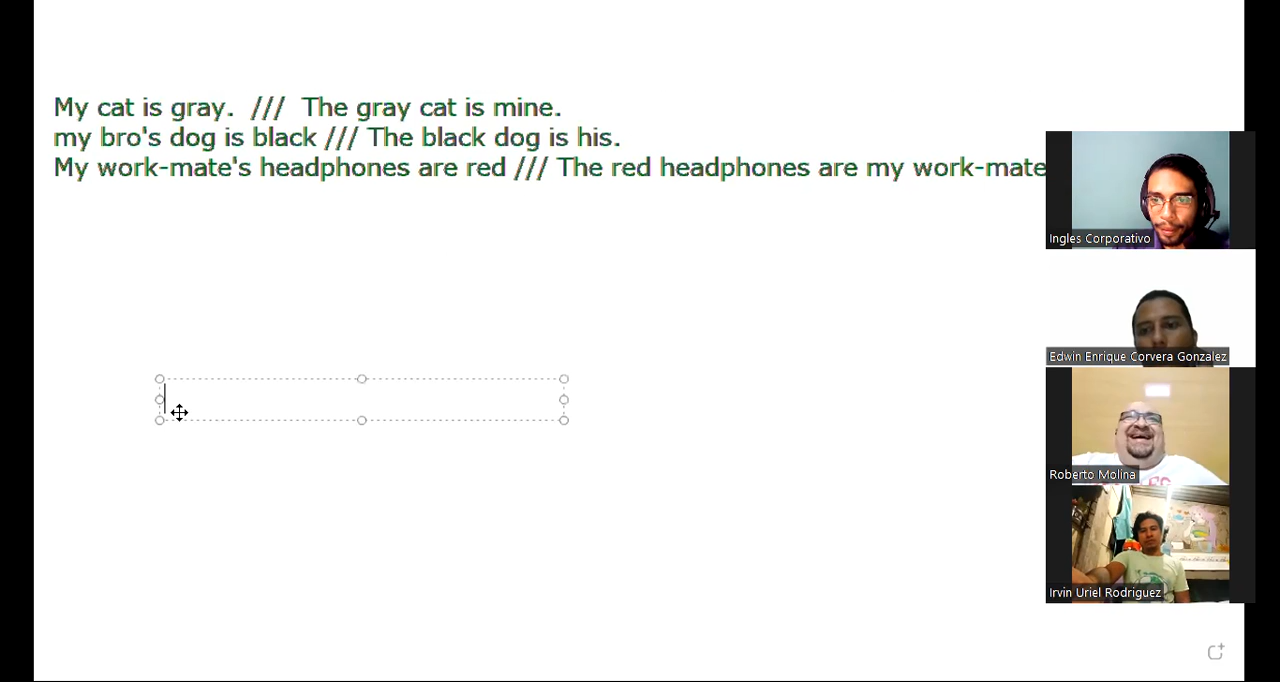 My cat is gray. /// The gray cat is mine.
my bro's dog is black /// The black dog is his.
My work-mate's headphones are red /// The red headphones are my work-mate
Ingles Corporativo
Edwin Enrique Corvera Gonzalez
Roberto Molina
Irvin Uriel Rodriguez